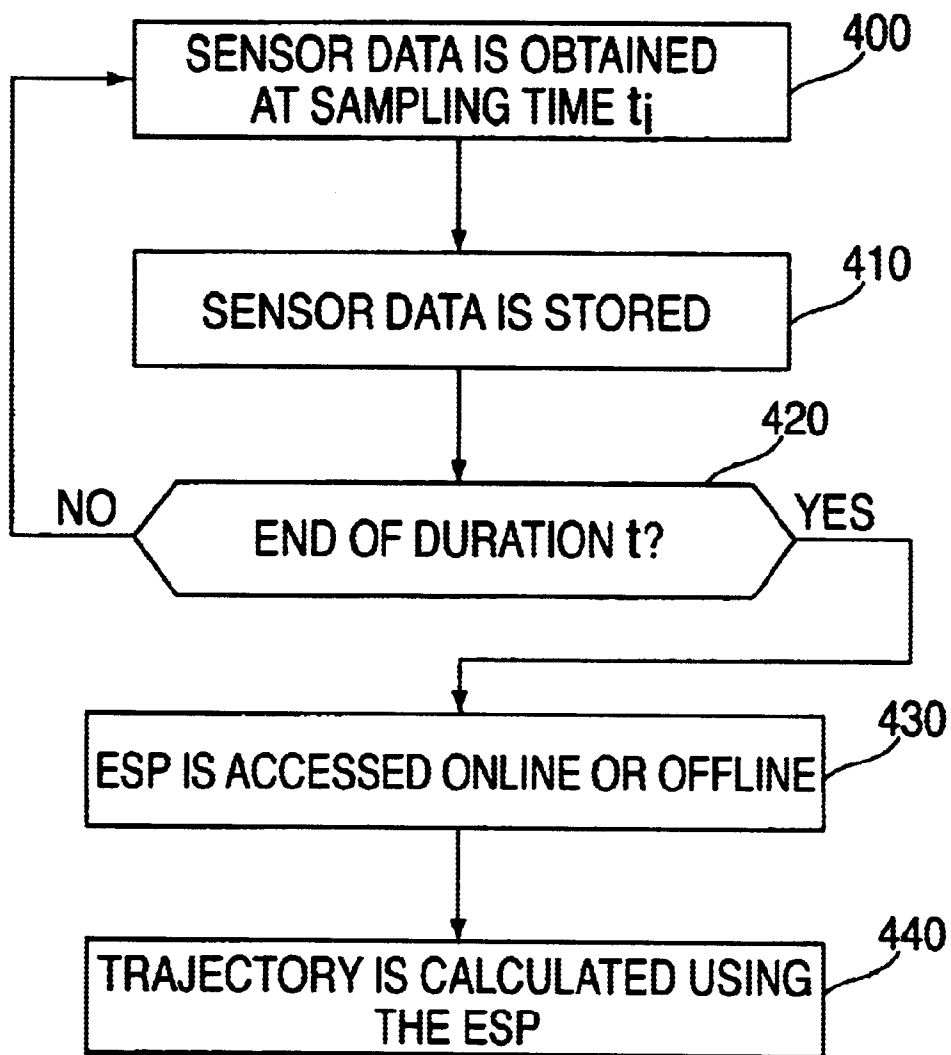 400
SENSOR DATA IS OBTAINED
AT SAMPLING TIME ti
410
SENSOR DATA IS STORED
420
NO
YES
END OF DURATION t?
430
ESP IS ACCESSED ONLINE OR OFFLINE
440
TRAJECTORY IS CALCULATED USING
THE ESP